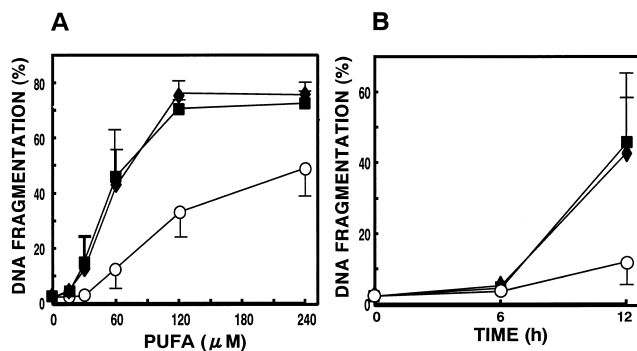 A
DNA FRAGMENTATION (%)
80
60
40
20
0
0 60 120 180 240
PUFA (μM)
B
DNA FRAGMENTATION (%)
60
40
20
0
0 6 12
TIME (h)